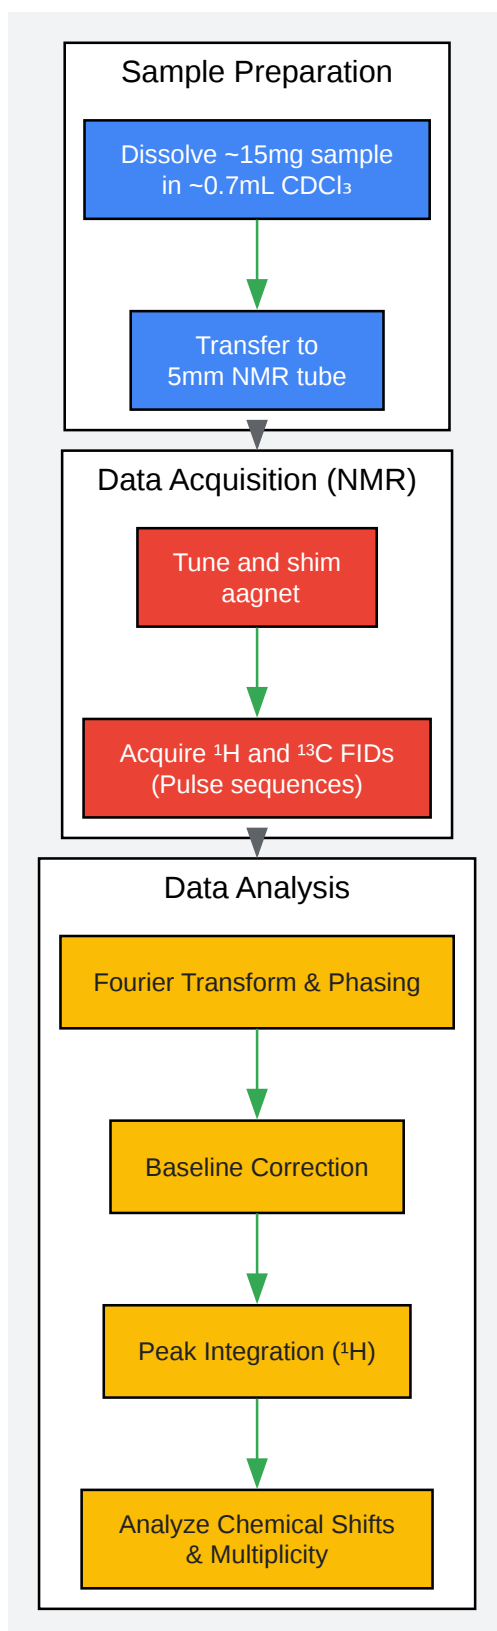 Sample Preparation
Dissolve ~15mg sample
in ~0.7mL CDCl₃
Transfer to
5mm NMR tube
Data Acquisition (NMR)
Tune and shim
aagnet
Acquire ¹H and ¹³C FIDs
(Pulse sequences)
Data Analysis
Fourier Transform & Phasing
Baseline Correction
Peak Integration (¹H)
Analyze Chemical Shifts
& Multiplicity